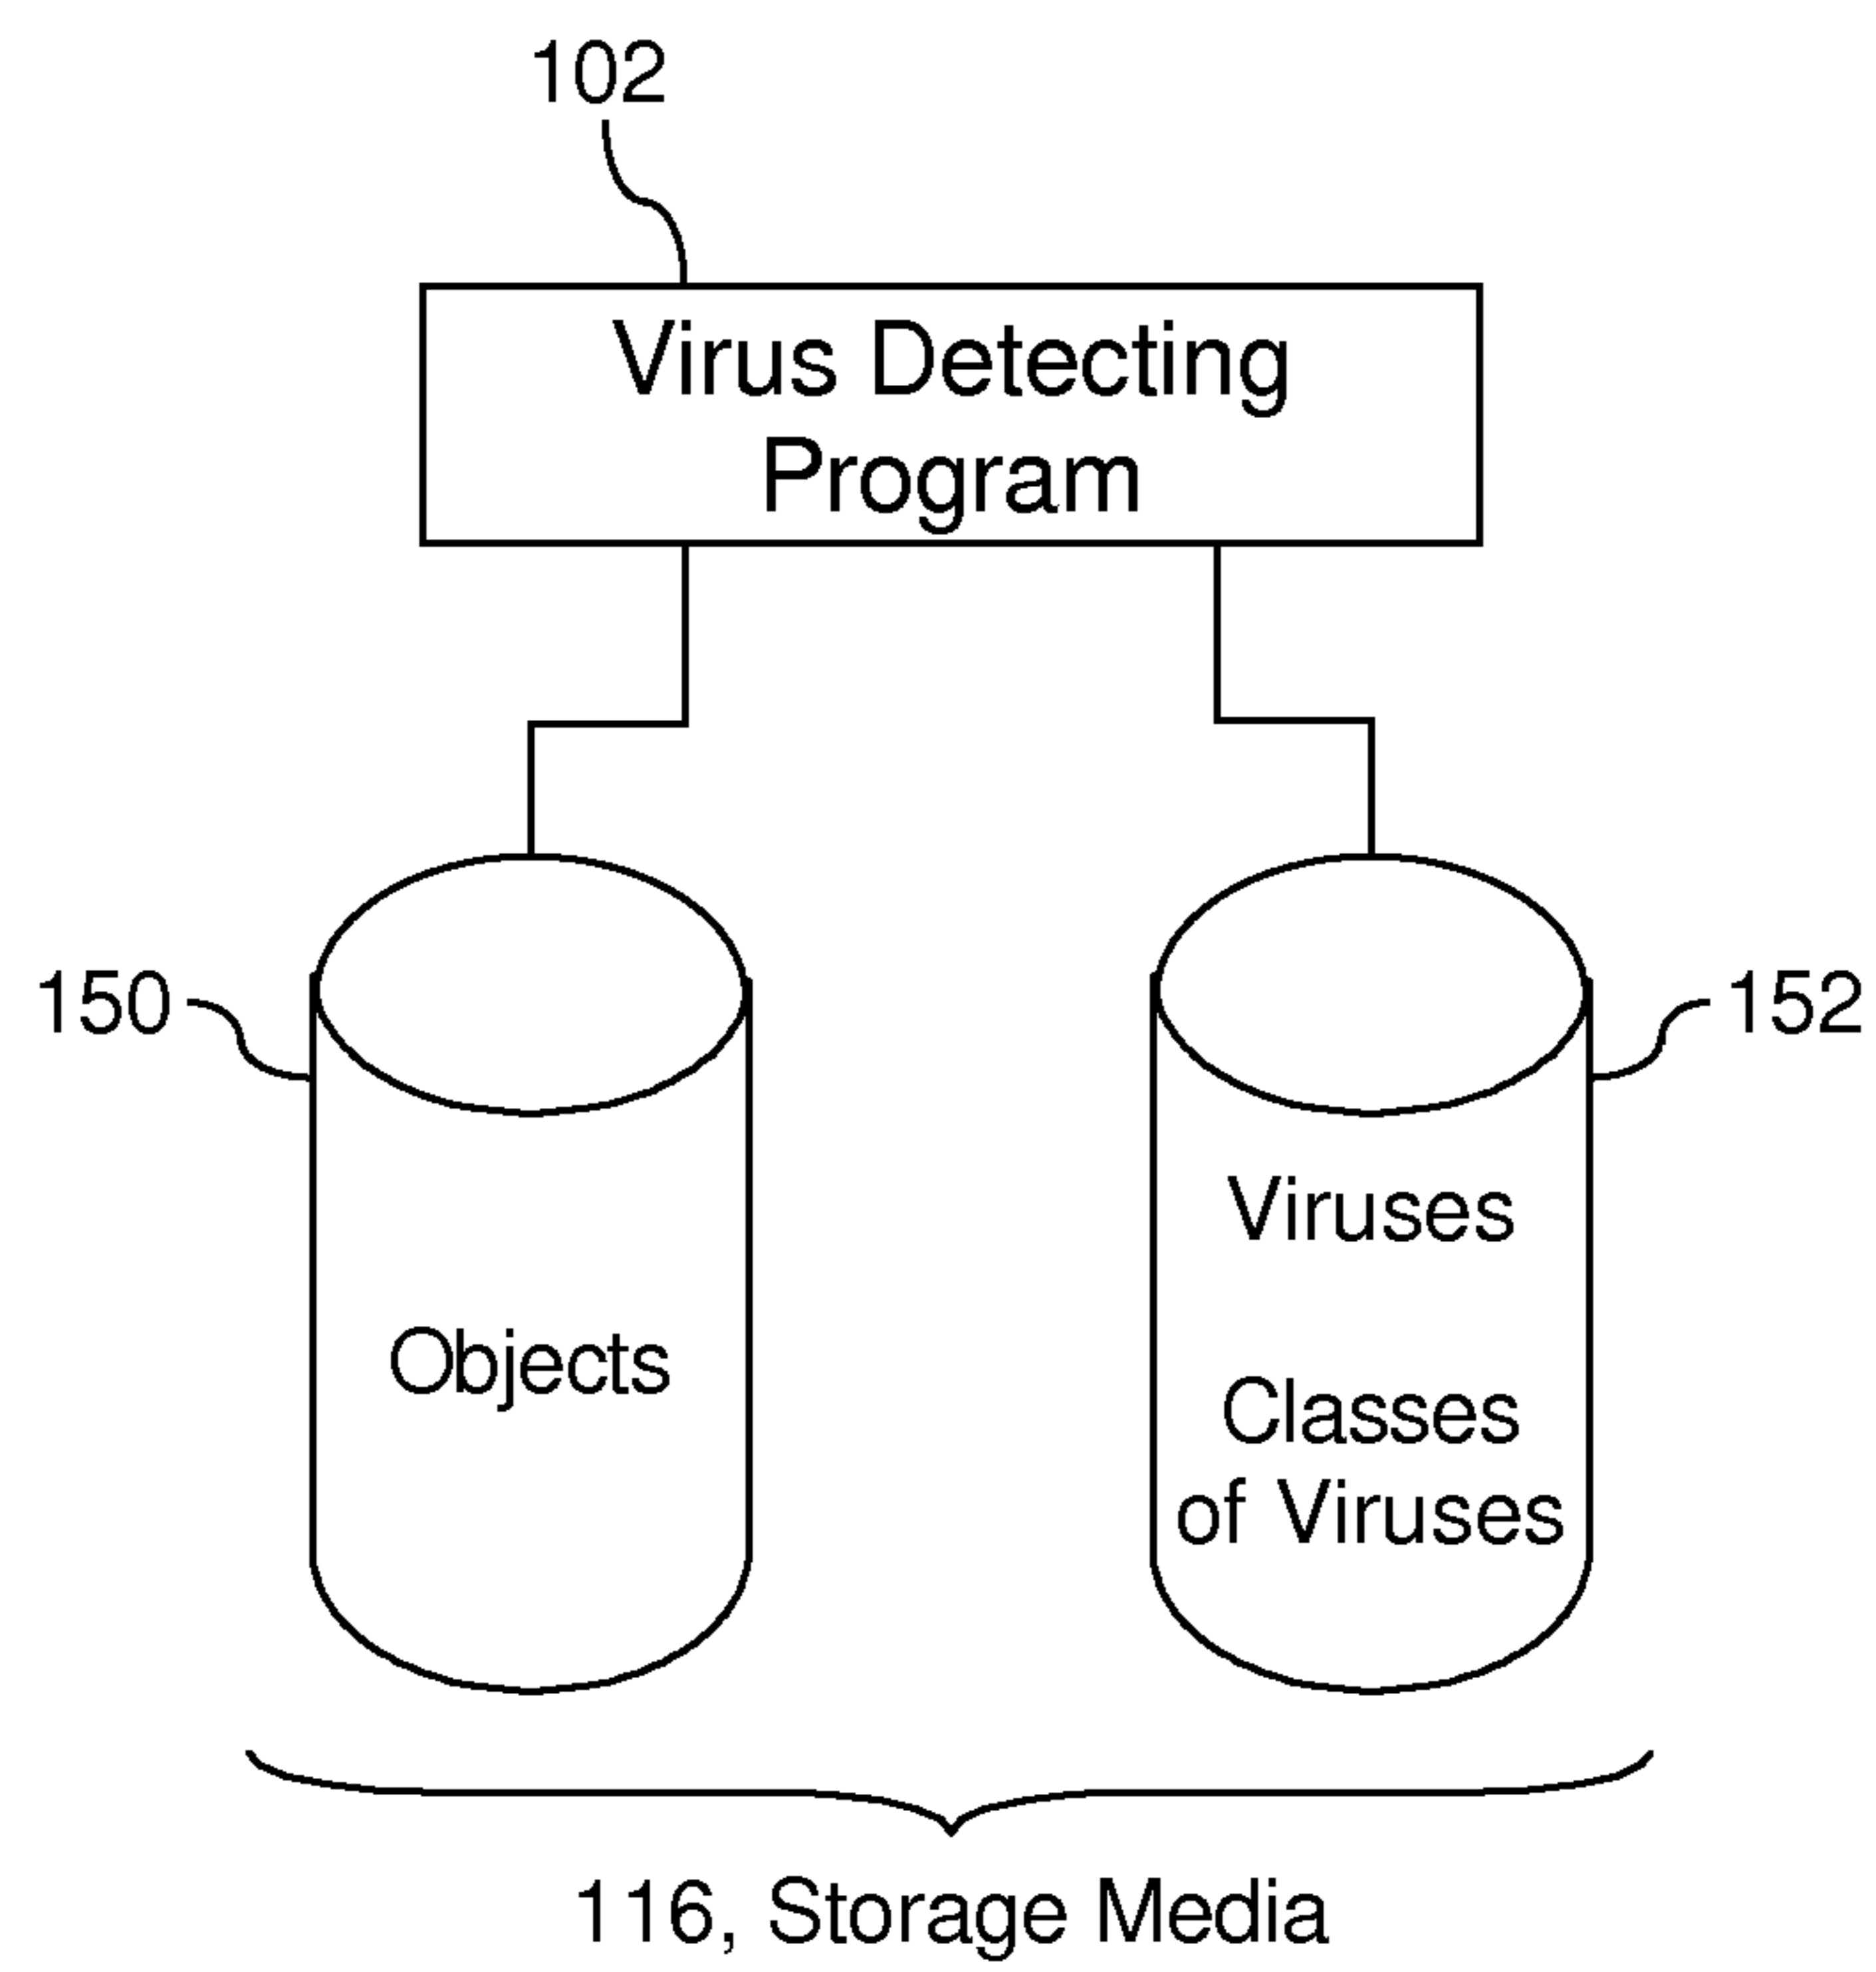 102
Virus Detecting
Program
150
152
Objects
Viruses
Classes
of Viruses
116, Storage Media